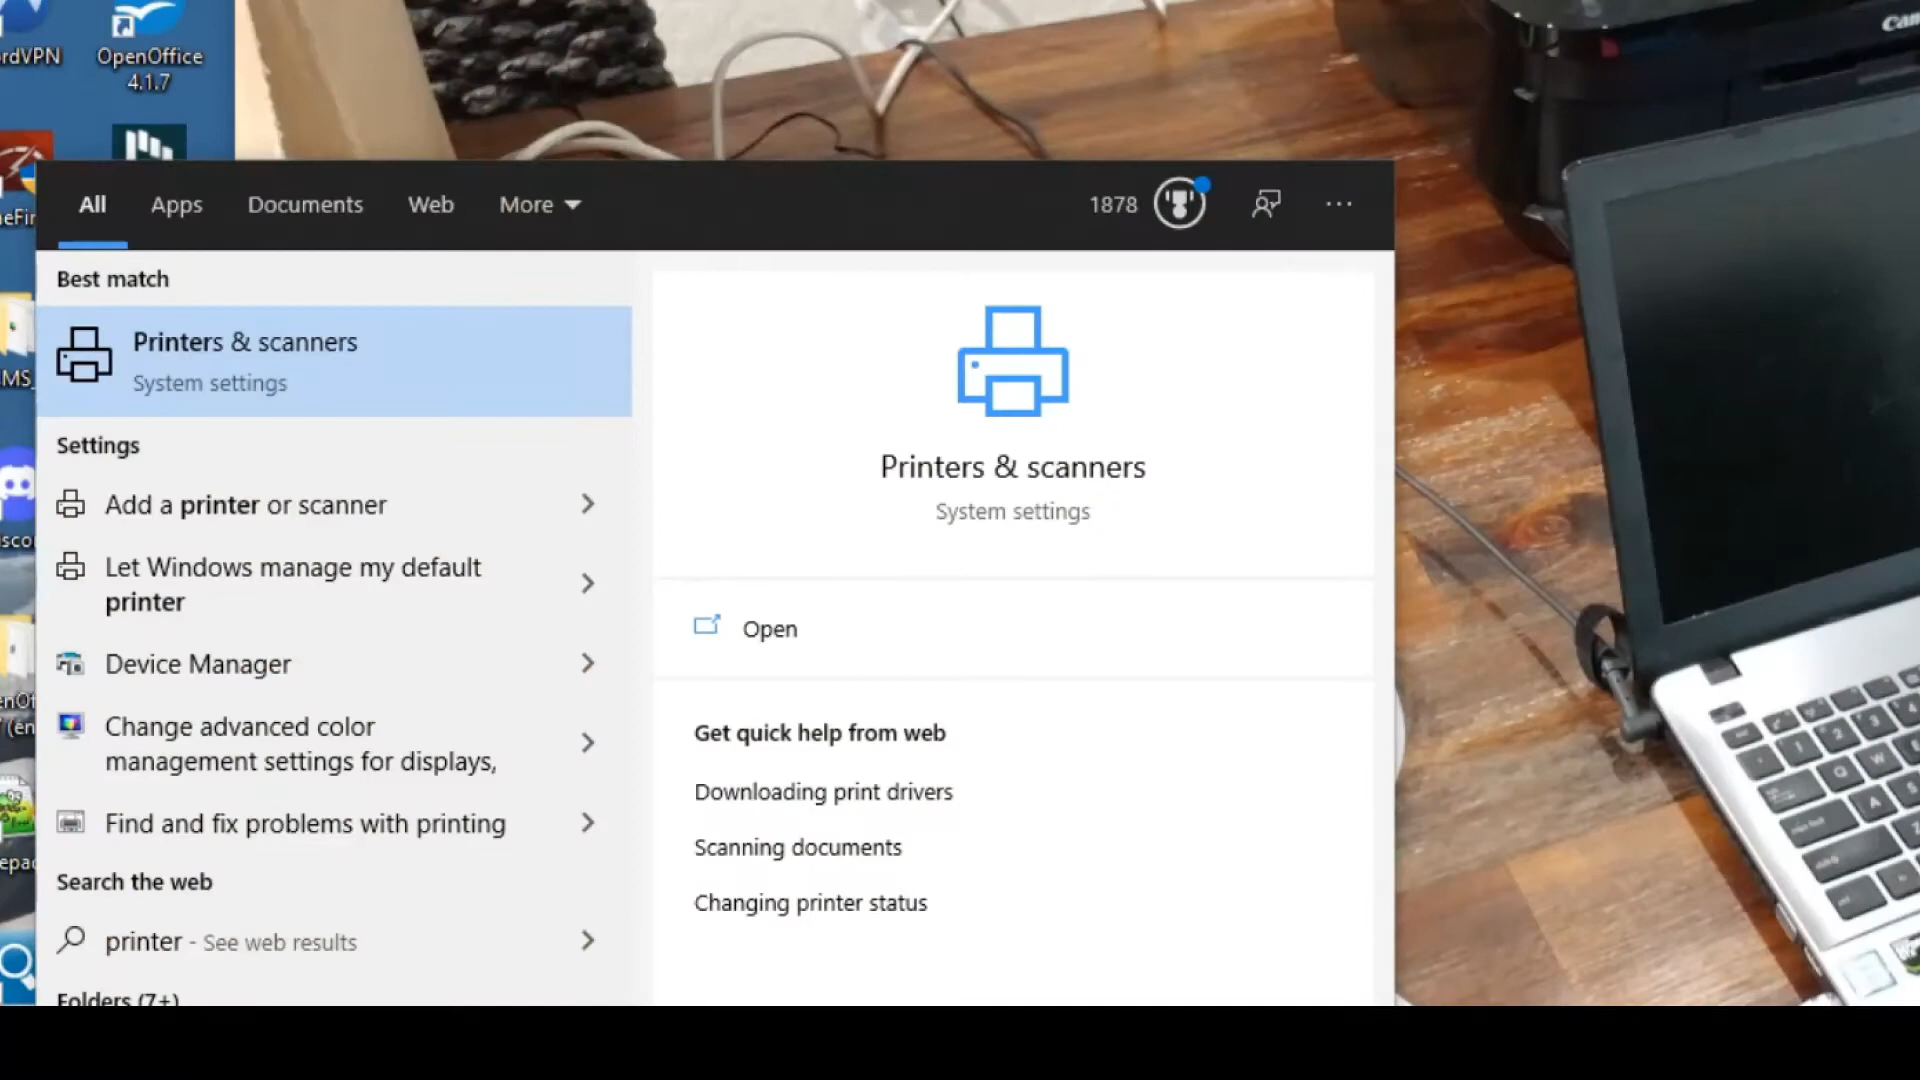 rdVPN
OpenOffice
4.1.7
All
Apps
Documents
Web
More
1878
Best match
Printers & scanners
System settings
Settings
Add a printer or scanner
Let Windows manage my default
printer
Device Manager
Change advanced color
management settings for displays,
Find and fix problems with printing
Search the web
printer - See web results
Folders (7+)
Printers & scanners
System settings
Open
Get quick help from web
Downloading print drivers
Scanning documents
Changing printer status